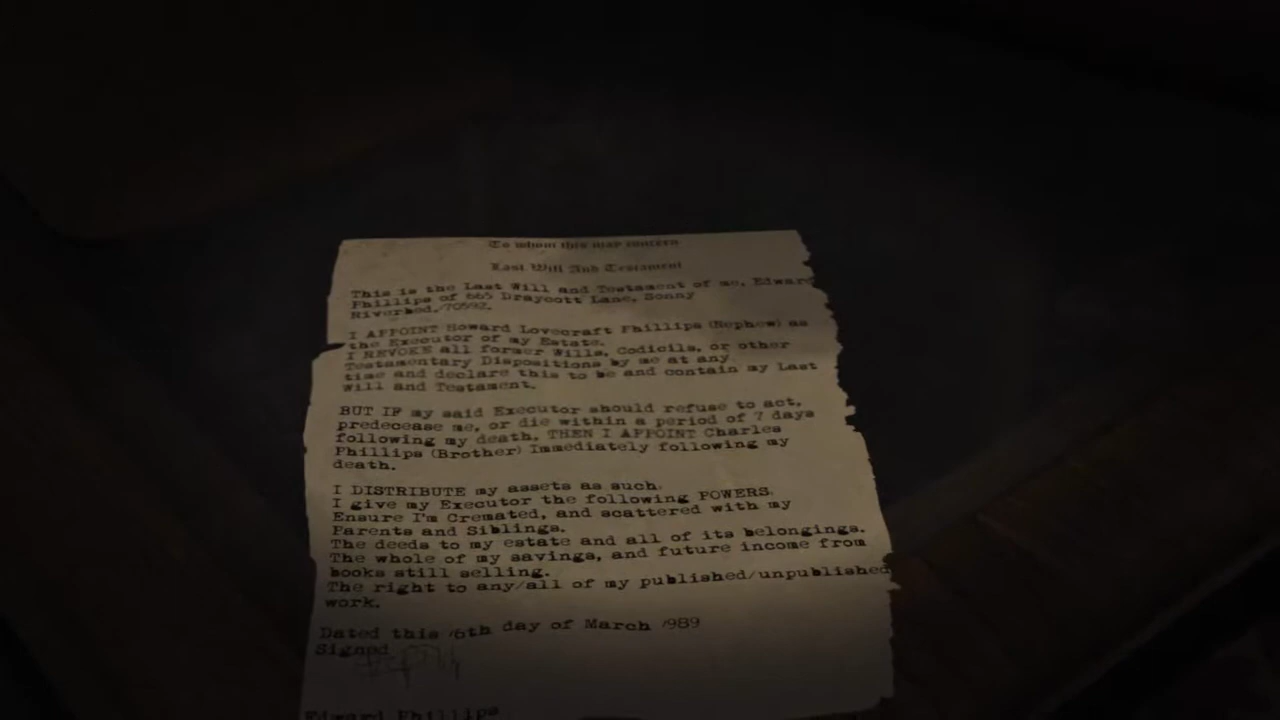 To whom this may concern
Last Will And Testament
This is the Last Will and Testament of me, Edward
Phillips of 665 Draycott Lane, Sonny
Riverbed, 70592.
I APPOINT Howard Lovecraft Phillips (Nephew) as
the Executor of my Estate.
I REVOKE all former Wills, Codicils, or other
Testamentary Dispositions by me at any
time and declare this to be and contain my Last
Will and Testament.
BUT IF my said Executor should refuse to act,
predecease me, or die within a period of 7 days
following my death, THEN I APPOINT Charles
Phillips (Brother) Immediately following my
death.
I DISTRIBUTE my assets as such.
I give my Executor the following POWERS.
Ensure I'm Cremated, and scattered with my
Parents and Siblings.
The deeds to my estate and all of its belongings.
The whole of my savings, and future income from
books still selling.
The right to any/all of my published/unpublished
work.
Dated this 16th day of March 1989
Signed
Edward Phillips